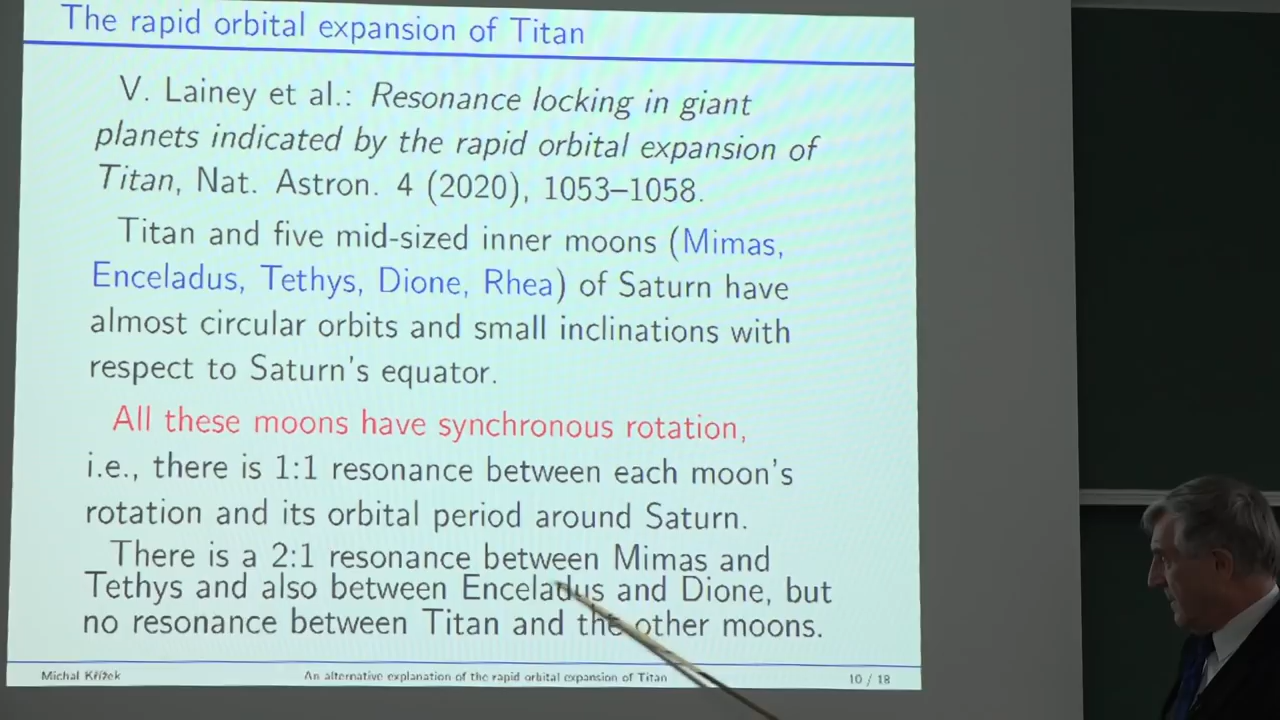 The rapid orbital expansion of Titan
V. Lainey et al.: Resonance locking in giant
planets indicated by the rapid orbital expansion of
Titan, Nat. Astron. 4 (2020), 1053–1058.
Titan and five mid-sized inner moons (Mimas,
Enceladus, Tethys, Dione, Rhea) of Saturn have
almost circular orbits and small inclinations with
respect to Saturn's equator.
All these moons have synchronous rotation,
i.e., there is 1:1 resonance between each moon's
rotation and its orbital period around Saturn.
There is a 2:1 resonance between Mimas and
Tethys and also between Enceladus and Dione, but
no resonance between Titan and the other moons.
Michal Křížek An alternative explanation of the rapid orbital expansion of Titan 10 / 18